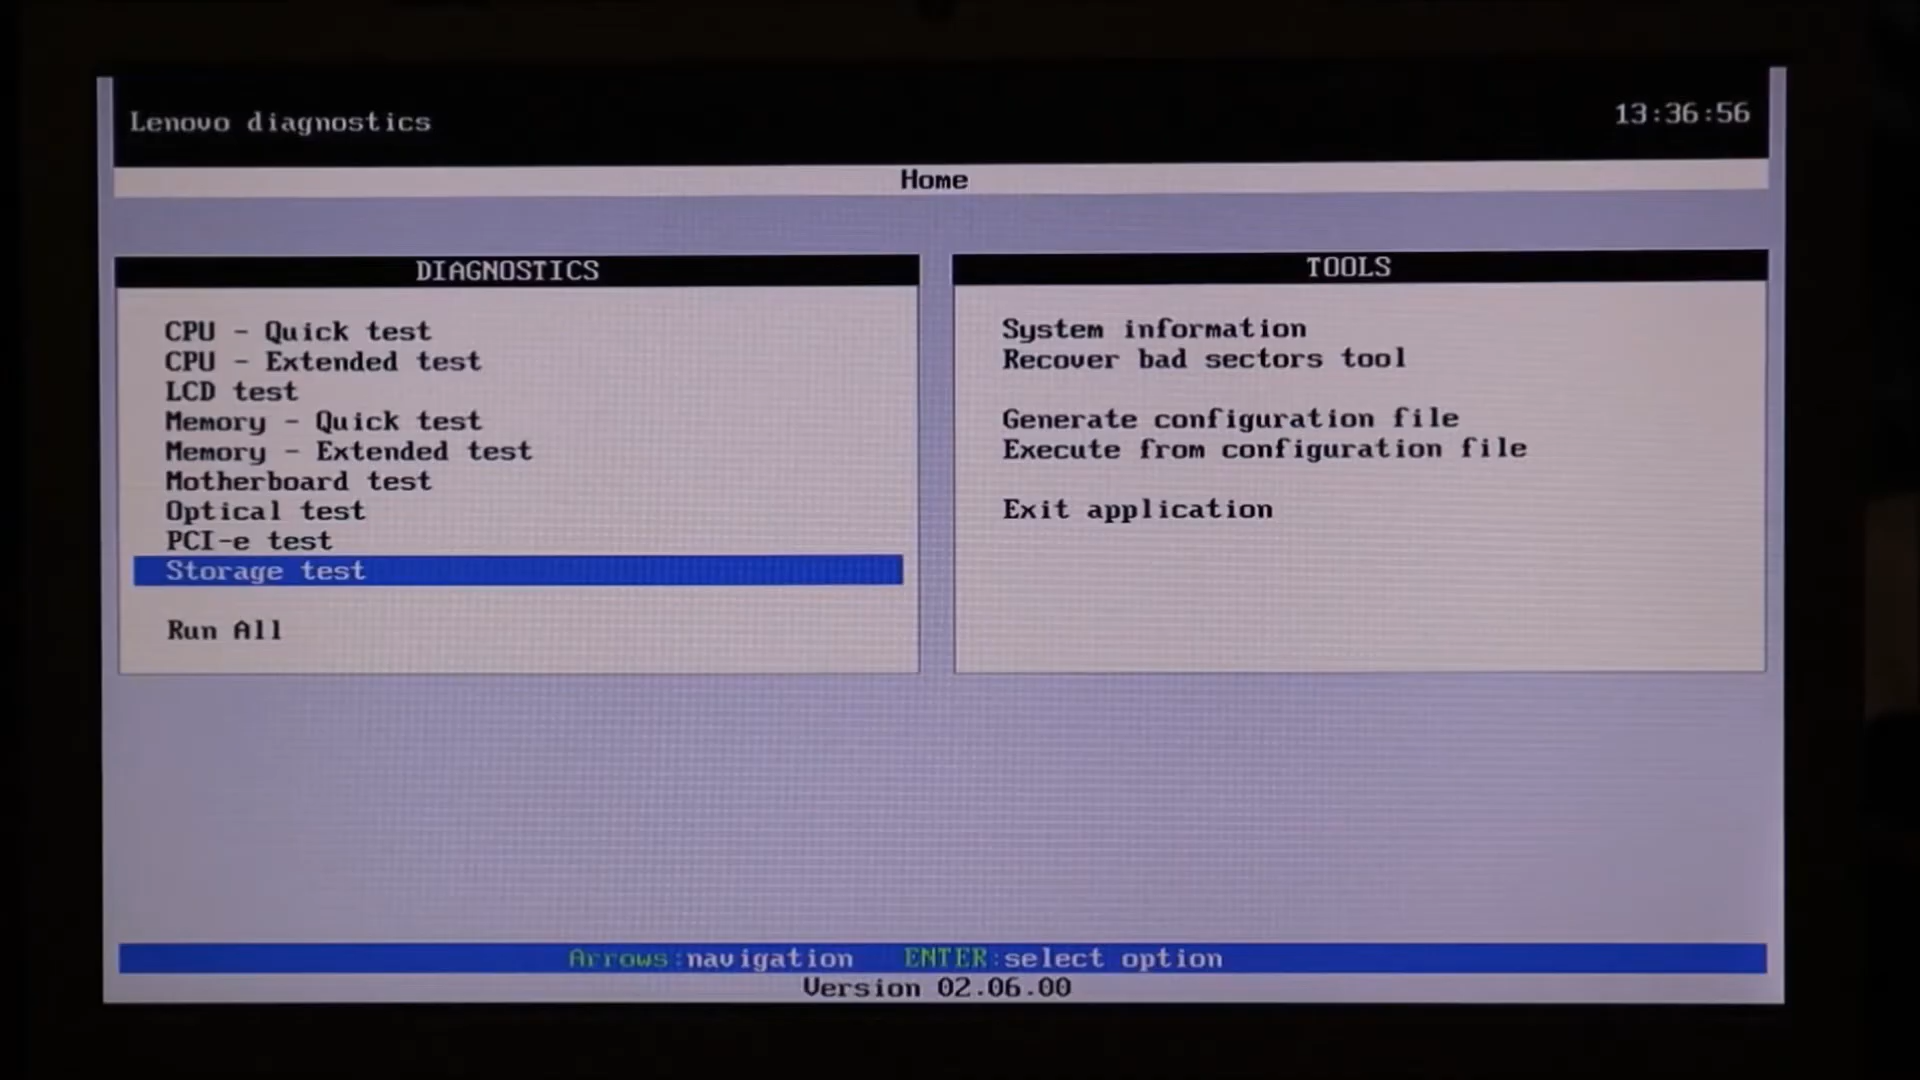 Lenovo diagnostics
13:36:56
Home
DIAGNOSTICS
CPU - Quick test
CPU - Extended test
LCD test
Memory - Quick test
Memory - Extended test
Motherboard test
Optical test
PCI-e test
Storage test
Run All
TOOLS
System information
Recover bad sectors tool
Generate configuration file
Execute from configuration file
Exit application
Arrows:navigation ENTER:select option
Version 02.06.00